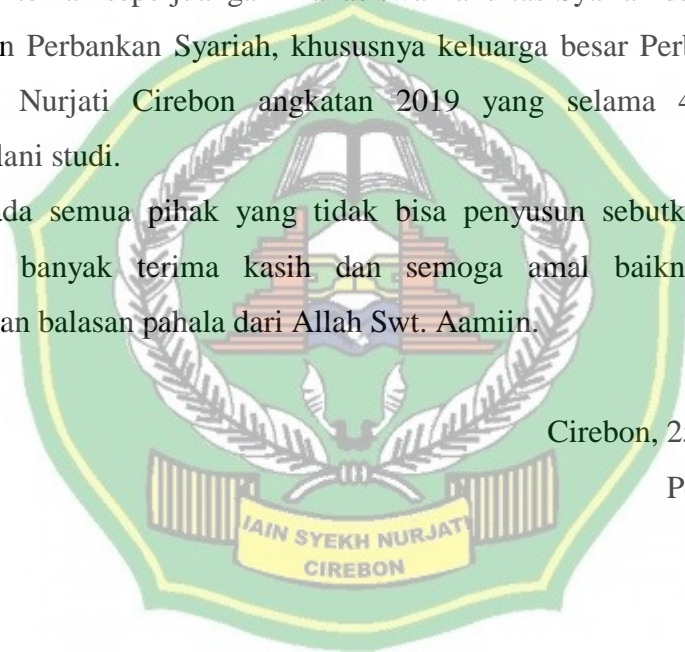 n Perbankan Syariah, khususnya keluarga besar Perb
Nurjati Cirebon angkatan 2019 yang selama 4
lani studi.
ada semua pihak yang tidak bisa penyusun sebutk
banyak terima kasih dan semoga amal baikn
an balasan pahala dari Allah Swt. Aamiin.
Cirebon, 2
P
IAIN SYEKH NURJATI
CIREBON